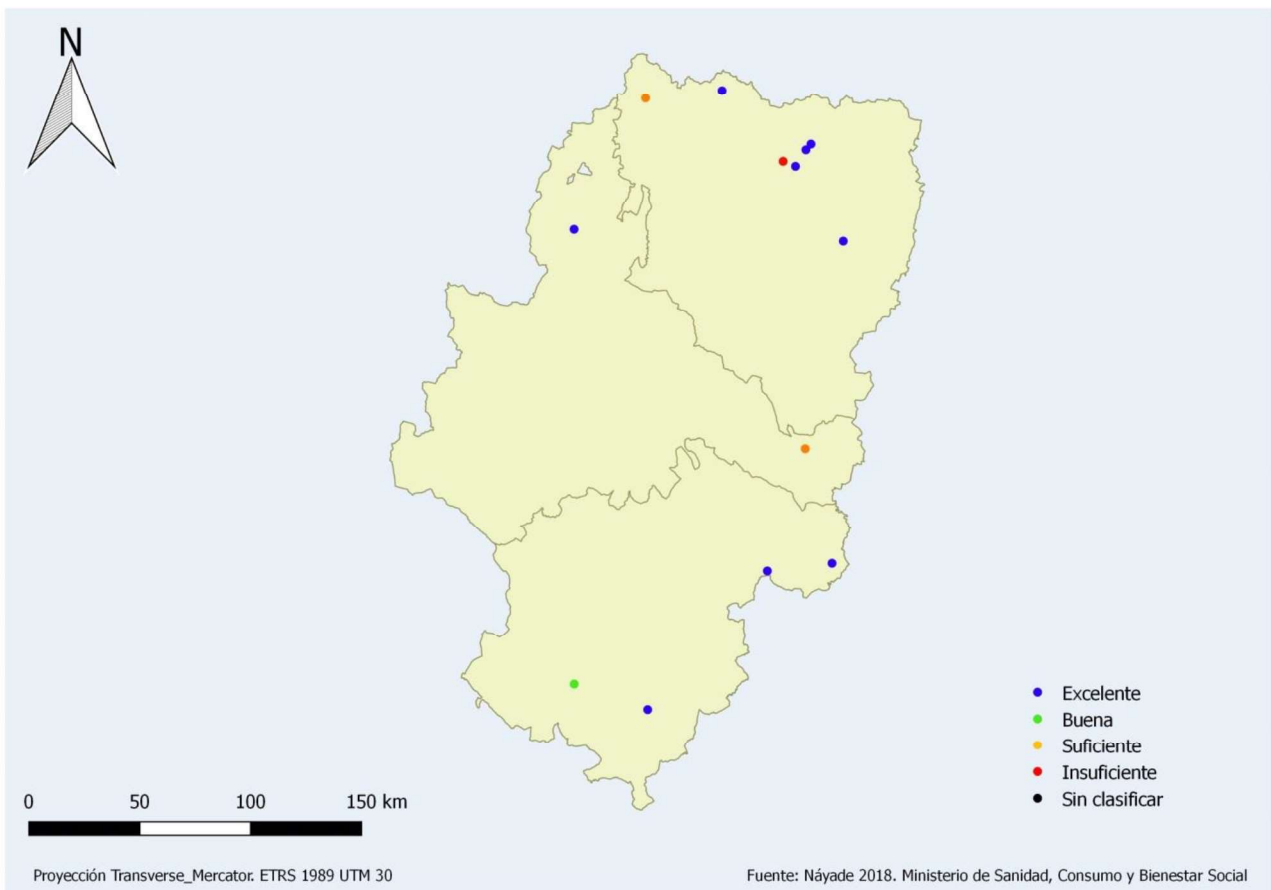 N
Excelente
Buena
Suficiente
Insuficiente
Sin clasificar
0 50 100 150 km
Proyección Transverse_Mercator. ETRS 1989 UTM 30
Fuente: Náyade 2018. Ministerio de Sanidad, Consumo y Bienestar Social